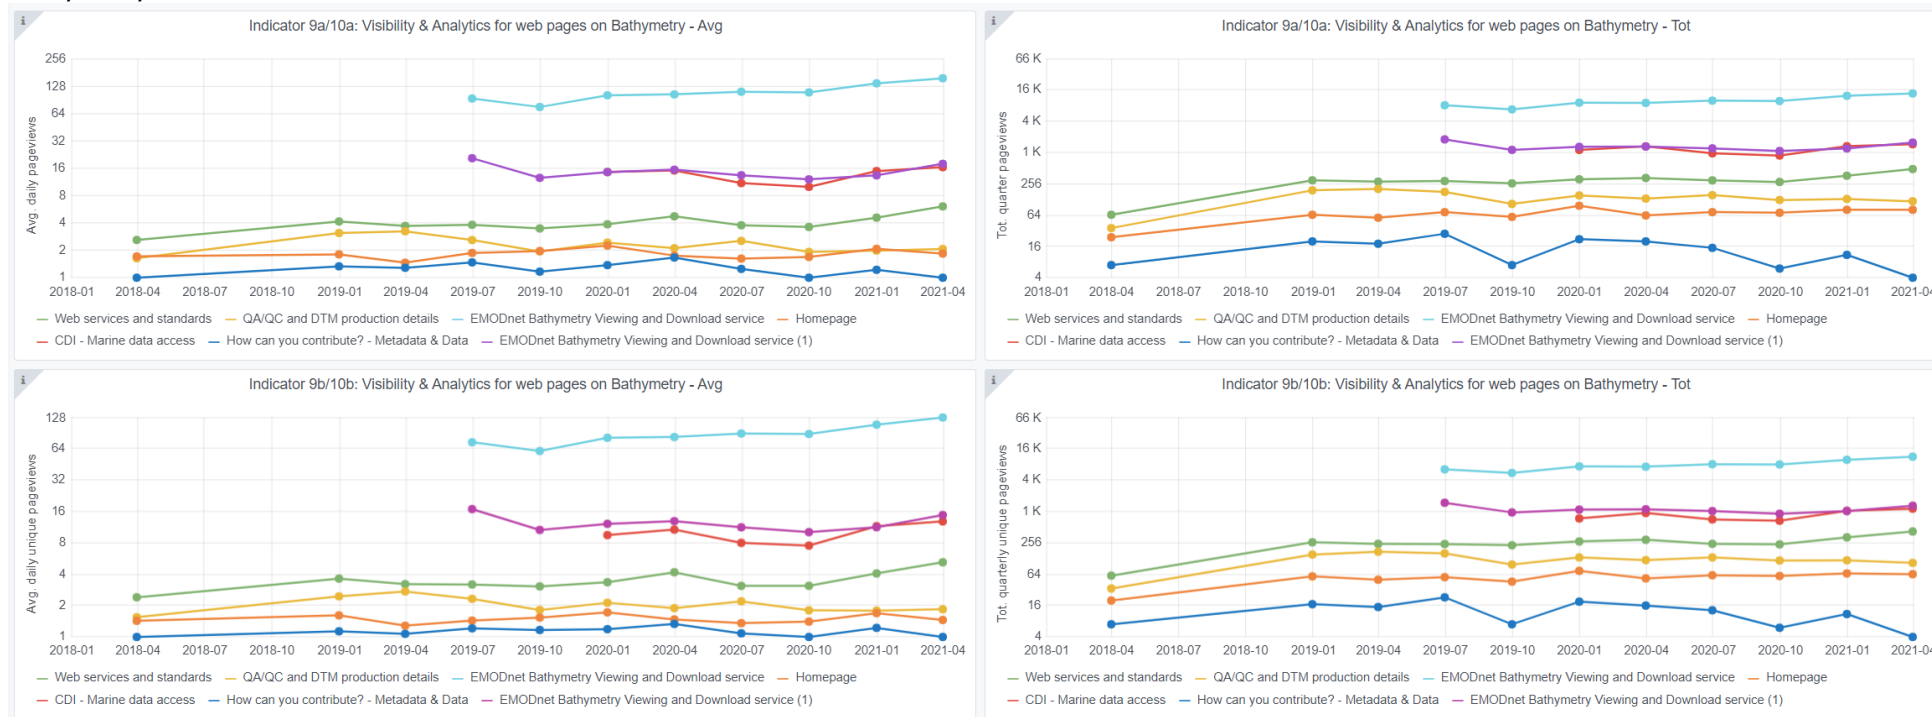 Indicator 9a/10a: Visibility & Analytics for web pages on Bathymetry - Avg
Avg. daily pageviews
256
128
64
32
16
8
4
2
1
2018-01 2018-04 2018-07 2018-10 2019-01 2019-04 2019-07 2019-10 2020-01 2020-04 2020-07 2020-10 2021-01 2021-04
Web services and standards QA/QC and DTM production details EMODnet Bathymetry Viewing and Download service Homepage
CDI - Marine data access How can you contribute? - Metadata & Data EMODnet Bathymetry Viewing and Download service (1)
Indicator 9a/10a: Visibility & Analytics for web pages on Bathymetry - Tot
Tot. quarter pageviews
66 K
16 K
4 K
1 K
256
64
16
4
2018-01 2018-04 2018-07 2018-10 2019-01 2019-04 2019-07 2019-10 2020-01 2020-04 2020-07 2020-10 2021-01 2021-04
Web services and standards QA/QC and DTM production details EMODnet Bathymetry Viewing and Download service Homepage
CDI - Marine data access How can you contribute? - Metadata & Data EMODnet Bathymetry Viewing and Download service (1)
Indicator 9b/10b: Visibility & Analytics for web pages on Bathymetry - Avg
Avg. daily unique pageviews
128
64
32
16
8
4
2
1
2018-01 2018-04 2018-07 2018-10 2019-01 2019-04 2019-07 2019-10 2020-01 2020-04 2020-07 2020-10 2021-01 2021-04
Web services and standards QA/QC and DTM production details EMODnet Bathymetry Viewing and Download service Homepage
CDI - Marine data access How can you contribute? - Metadata & Data EMODnet Bathymetry Viewing and Download service (1)
Indicator 9b/10b: Visibility & Analytics for web pages on Bathymetry - Tot
Tot. quarterly unique pageviews
66 K
16 K
4 K
1 K
256
64
16
4
2018-01 2018-04 2018-07 2018-10 2019-01 2019-04 2019-07 2019-10 2020-01 2020-04 2020-07 2020-10 2021-01 2021-04
Web services and standards QA/QC and DTM production details EMODnet Bathymetry Viewing and Download service Homepage
CDI - Marine data access How can you contribute? - Metadata & Data EMODnet Bathymetry Viewing and Download service (1)